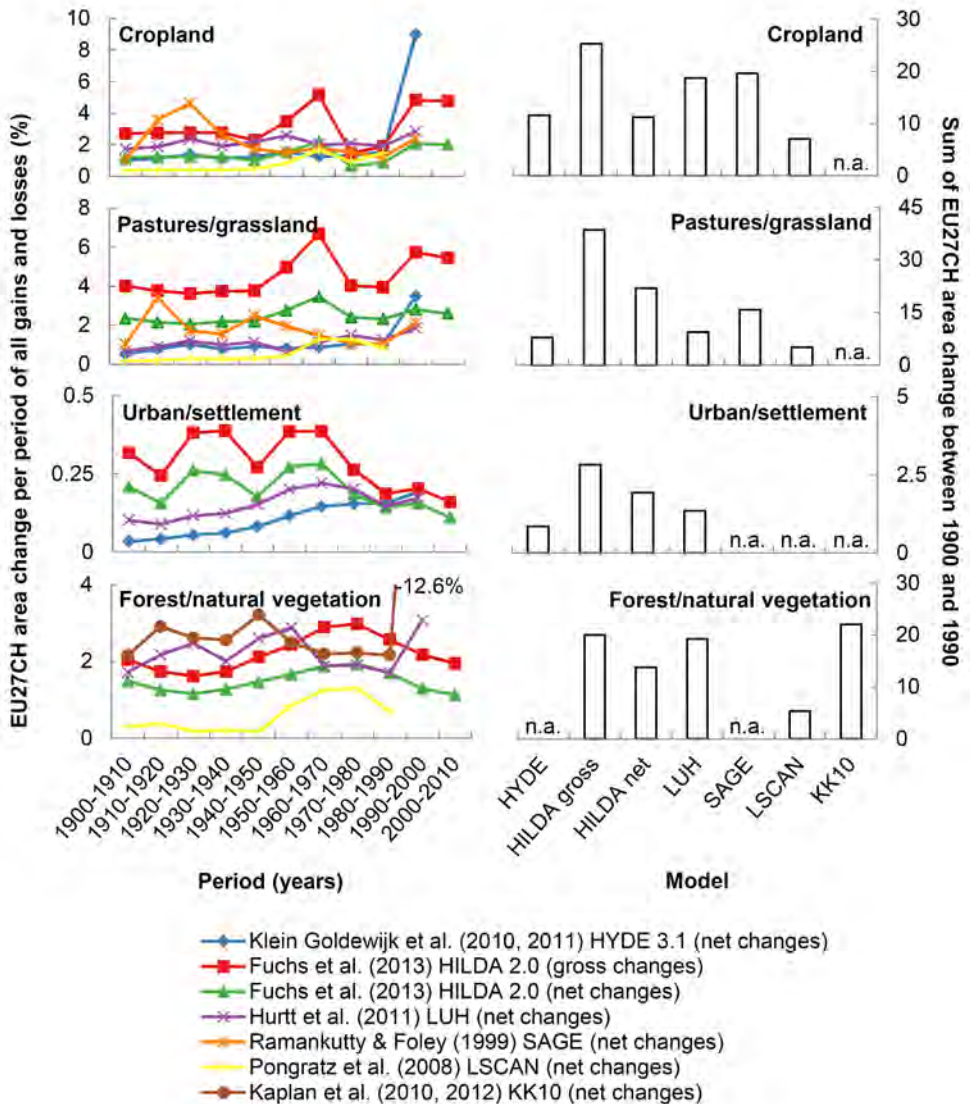 EU27CH area change per period of all gains and losses (%)
10
8
6
4
2
0
Cropland
8
6
4
2
0
Pastures/grassland
0.5
0.25
0
Urban/settlement
4
2
0
Forest/natural vegetation
-12.6%
1900-1910
1910-1920
1920-1930
1930-1940
1940-1950
1950-1960
1960-1970
1970-1980
1980-1990
1990-2000
2000-2010
Period (years)
Cropland
n.a.
30
20
10
0
Pastures/grassland
n.a.
45
30
15
0
Urban/settlement
n.a. n.a. n.a.
5
2.5
0
Forest/natural vegetation
n.a. n.a.
30
20
10
0
Sum of EU27CH area change between 1900 and 1990
HYDE
HILDA gross
HILDA net
LUH
SAGE
LSCAN
KK10
Model
Klein Goldewijk et al. (2010, 2011) HYDE 3.1 (net changes)
Fuchs et al. (2013) HILDA 2.0 (gross changes)
Fuchs et al. (2013) HILDA 2.0 (net changes)
Hurtt et al. (2011) LUH (net changes)
Ramankutty & Foley (1999) SAGE (net changes)
Pongratz et al. (2008) LSCAN (net changes)
Kaplan et al. (2010, 2012) KK10 (net changes)